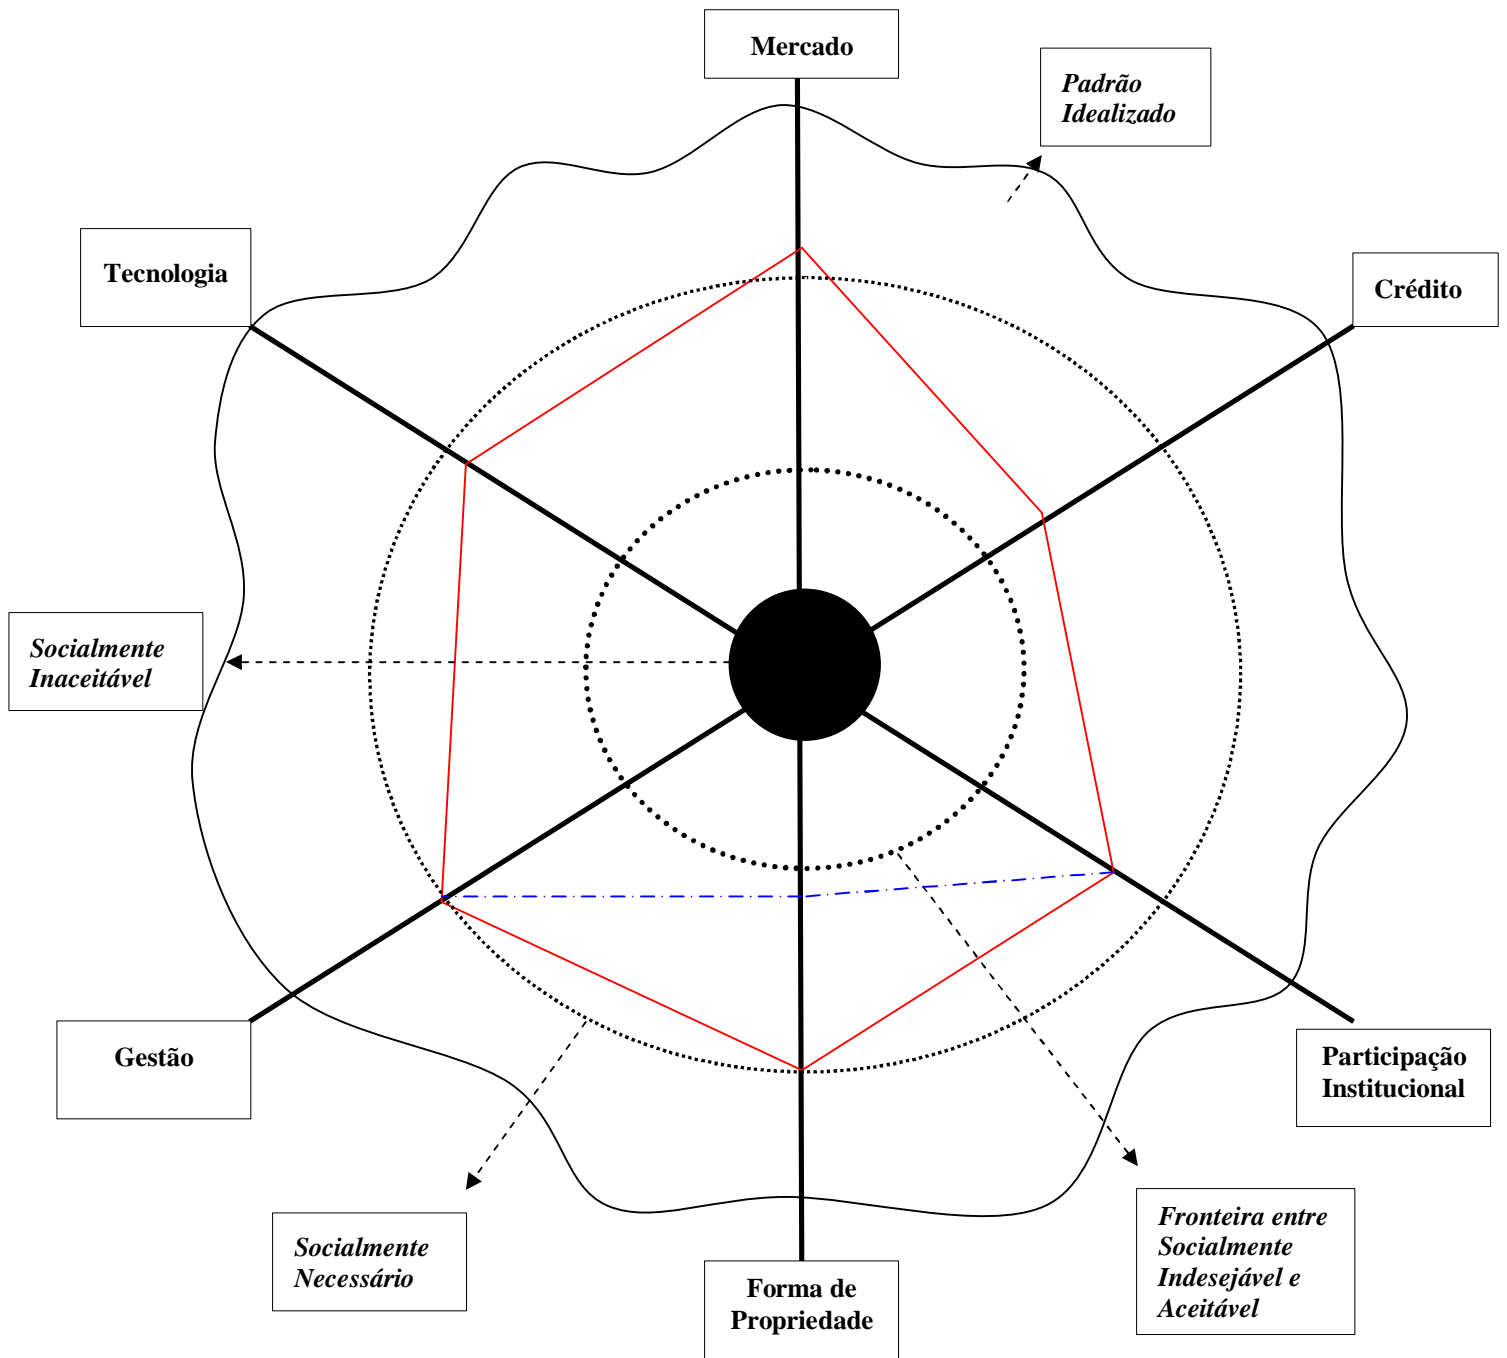 Mercado
Padrão
Idealizado
Tecnologia
Crédito
Socialmente
Inaceitável
Gestão
Participação
Institucional
Socialmente
Necessário
Forma de
Propriedade
Fronteira entre
Socialmente
Indesejável e
Aceitável